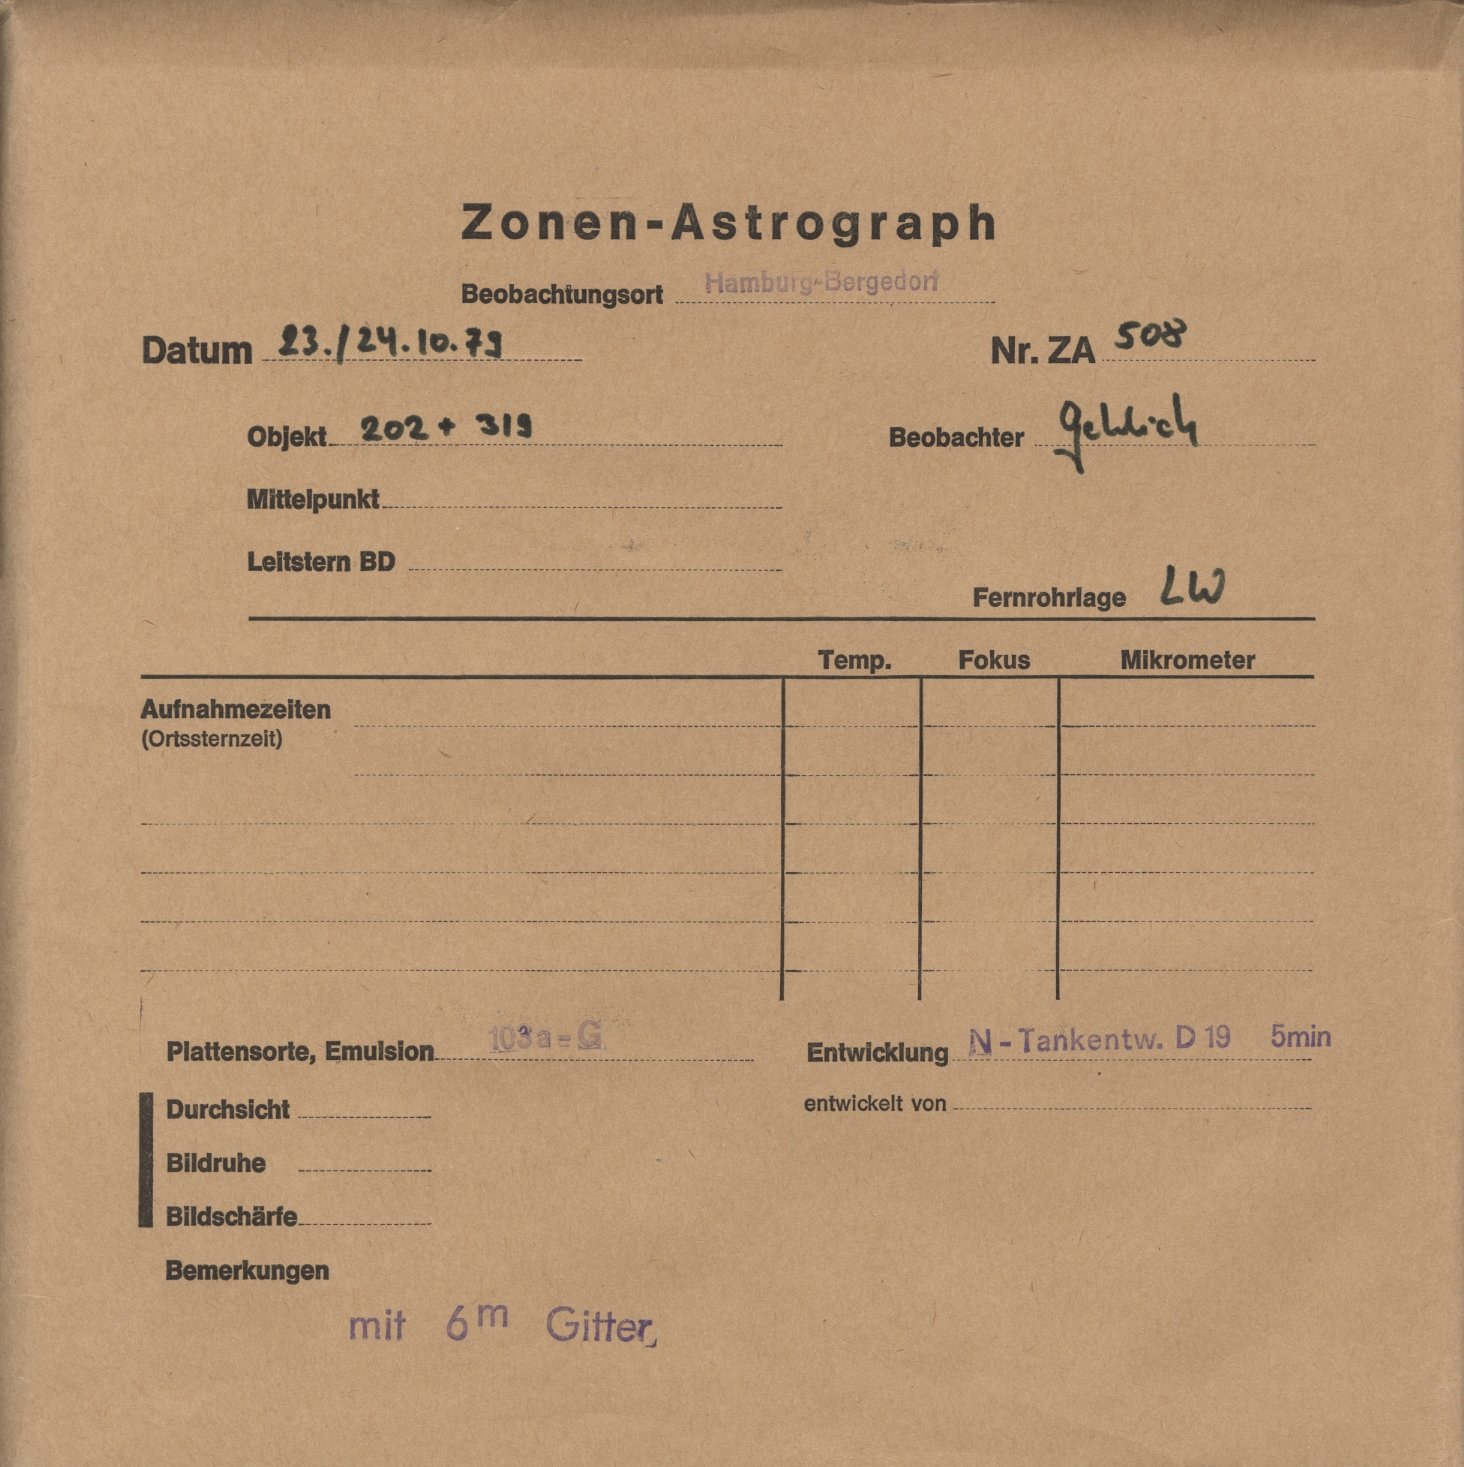 Zonen-Astrograph
Beobachtungsort Hamburg-Bergedorf
Datum 23./24.10.79 Nr. ZA 508
Objekt 202 + 319 Beobachter Gehlich
Mittelpunkt
Leitstern BD
Fernrohrlage LW
Temp. Fokus Mikrometer
Aufnahmezeiten
(Ortssternzeit)
Plattensorte, Emulsion 103a-G Entwicklung N-Tankentw. D 19 5min
Durchsicht entwickelt von
Bildruhe
Bildschärfe
Bemerkungen
mit 6m Gitter